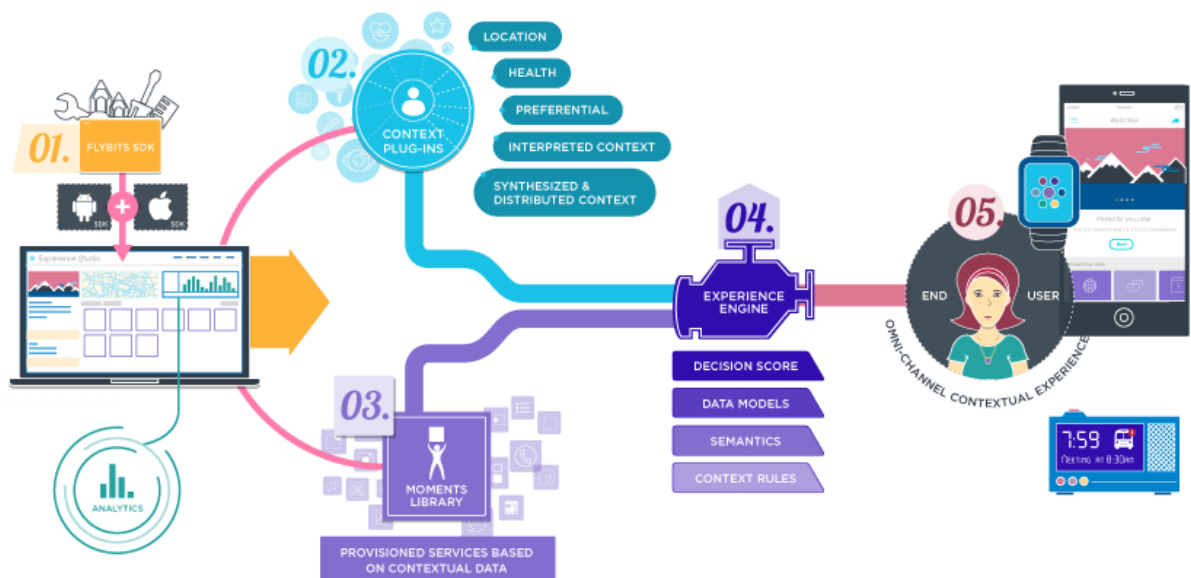 01.
FLYBITS SDK
SDK
+
SDK
Experience Studio
ANALYTICS
02.
CONTEXT
PLUG-INS
LOCATION
HEALTH
PREFERENTIAL
INTERPRETED CONTEXT
SYNTHESIZED &
DISTRIBUTED CONTEXT
03.
MOMENTS
LIBRARY
PROVISIONED SERVICES BASED
ON CONTEXTUAL DATA
04.
EXPERIENCE
ENGINE
DECISION SCORE
DATA MODELS
SEMANTICS
CONTEXT RULES
05.
END USER
OMNI-CHANNEL CONTEXTUAL EXPERIENCE
Welcome!
7:59
MEETING AT 8:30AM